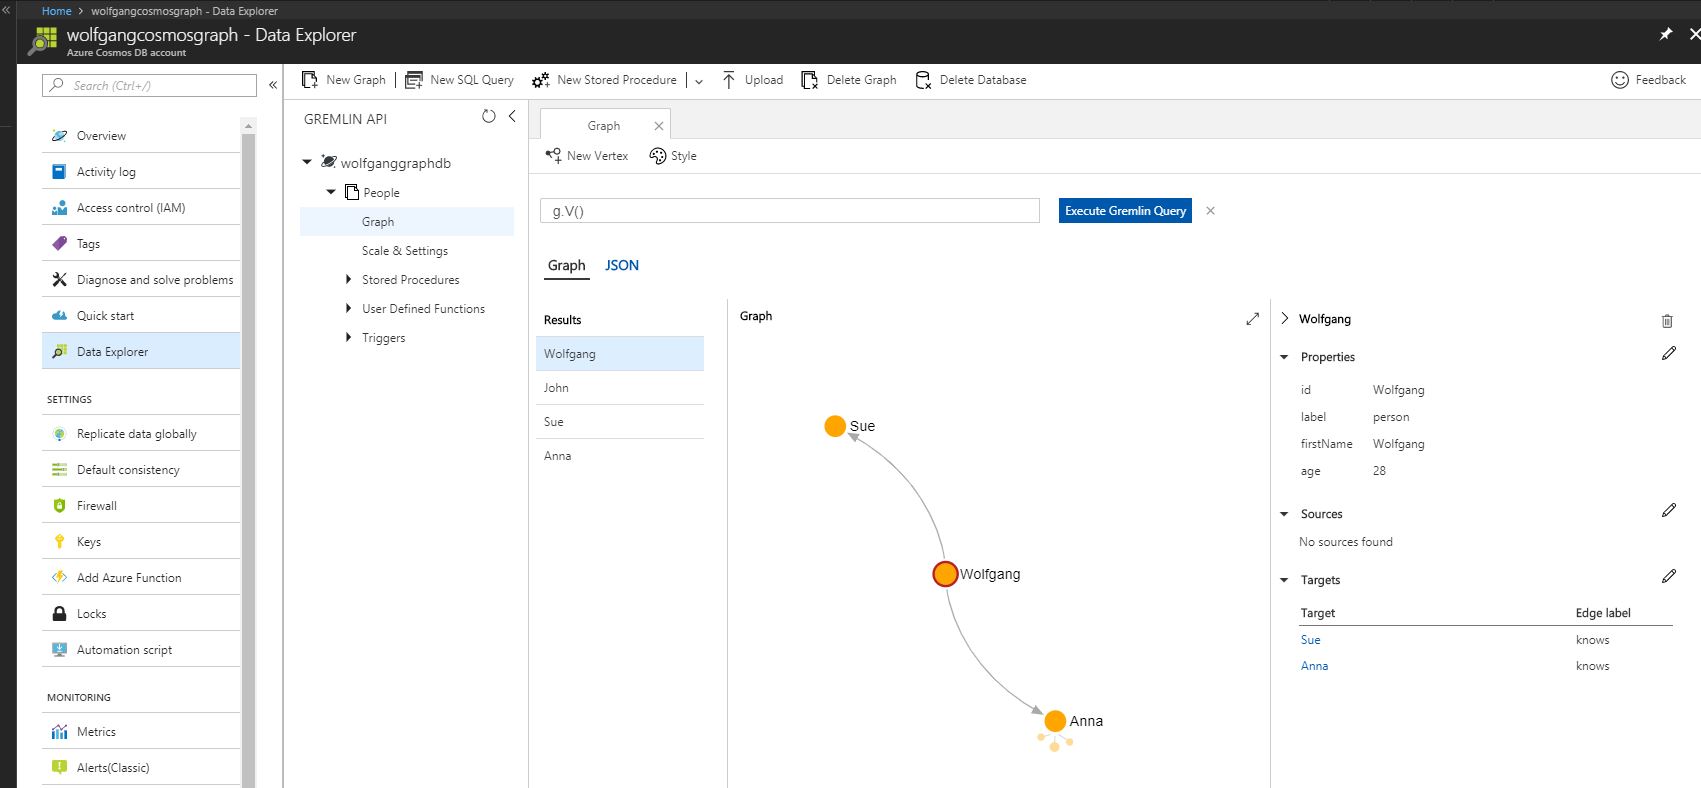 Home > wolfgangcosmosgraph - Data Explorer
wolfgangcosmosgraph - Data Explorer
Azure Cosmos DB account
Search (Ctrl+/)
Overview
Activity log
Access control (IAM)
Tags
Diagnose and solve problems
Quick start
Data Explorer
SETTINGS
Replicate data globally
Default consistency
Firewall
Keys
Add Azure Function
Locks
Automation script
MONITORING
Metrics
Alerts(Classic)
New Graph
New SQL Query
New Stored Procedure
Upload
Delete Graph
Delete Database
Feedback
GREMLIN API
wolfganggraphdb
People
Graph
Scale & Settings
Stored Procedures
User Defined Functions
Triggers
Graph
New Vertex
Style
g.V()
Execute Gremlin Query
Graph
JSON
Results
Wolfgang
John
Sue
Anna
Graph
Sue
Wolfgang
Anna
Wolfgang
Properties
id Wolfgang
label person
firstName Wolfgang
age 28
Sources
No sources found
Targets
Target Edge label
Sue knows
Anna knows